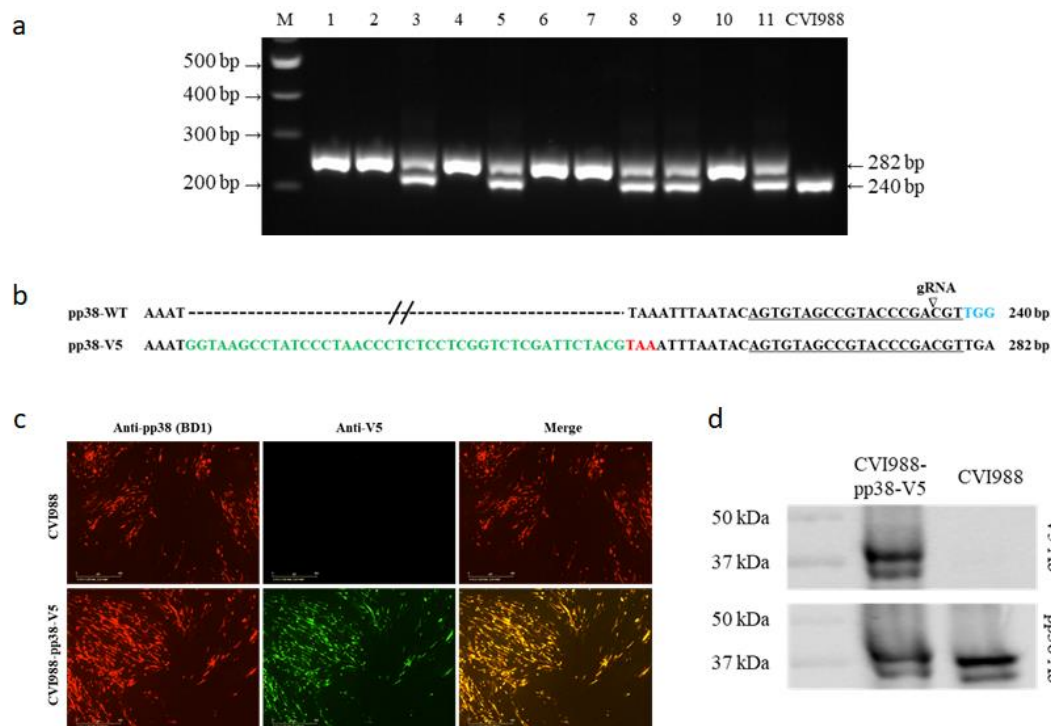 a
M 1 2 3 4 5 6 7 8 9 10 11 CVI988
500 bp →
400 bp →
300 bp →
200 bp →
← 282 bp
← 240 bp
b
gRNA
pp38-WT AAAT TAAATTTAATACAGTGTAGCCGTACCCGACGTTGG 240 bp
pp38-V5 AAATGGTAAGCCTATCCCTAACCCTCTCCTCGGTCTCGATTCTACGTAAATTTAATACAGTGTAGCCGTACCCGACGTTGA 282 bp
c
Anti-pp38 (BD1) Anti-V5 Merge
CVI988
CVI988-pp38-V5
d
CVI988-
pp38-V5
CVI988
50 kDa
37 kDa
50 kDa
37 kDa